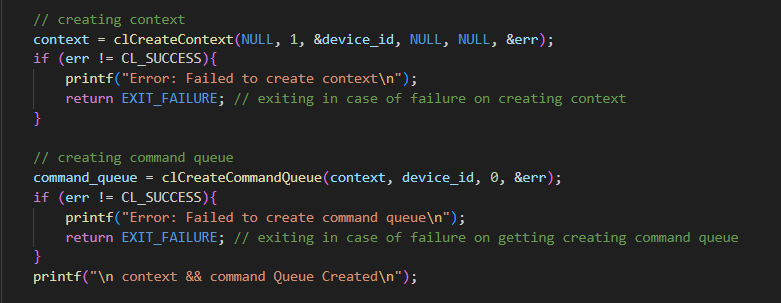 // creating context
context = clCreateContext(NULL, 1, &device_id, NULL, NULL, &err);
if (err != CL_SUCCESS){
    printf("Error: Failed to create context\n");
    return EXIT_FAILURE; // exiting in case of failure on creating context
}
// creating command queue
command_queue = clCreateCommandQueue(context, device_id, 0, &err);
if (err != CL_SUCCESS){
    printf("Error: Failed to create command queue\n");
    return EXIT_FAILURE; // exiting in case of failure on getting creating command queue
}
printf("\n context && command Queue Created\n");